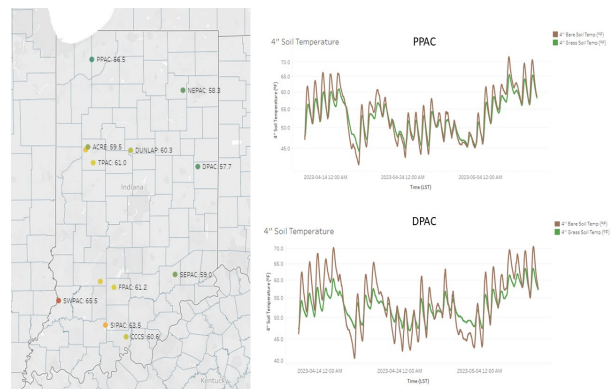 PPAC: 56.5
NEPAC: 58.3
ACRE: 59.5
DUNLAP: 60.3
TPAC: 61.0
DPAC: 57.7
Indiana
SEPAC: 59.0
FPAC: 61.2
SWPAC: 65.5
SIPAC: 63.5
CCCS: 60.6
Kentucky
4" Soil Temperature
PPAC
4" Bare Soil Temp (°F)
4" Grass Soil Temp (°F)
4" Soil Temperature (°F)
70.0
65.0
60.0
55.0
50.0
45.0
2023-04-14 12:00 AM
2023-04-24 12:00 AM
2023-05-04 12:00 AM
Time (LST)
4" Soil Temperature
DPAC
4" Bare Soil Temp (°F)
4" Grass Soil Temp (°F)
4" Soil Temperature (°F)
70.0
65.0
60.0
55.0
50.0
45.0
40.0
2023-04-14 12:00 AM
2023-04-24 12:00 AM
2023-05-04 12:00 AM
Time (LST)